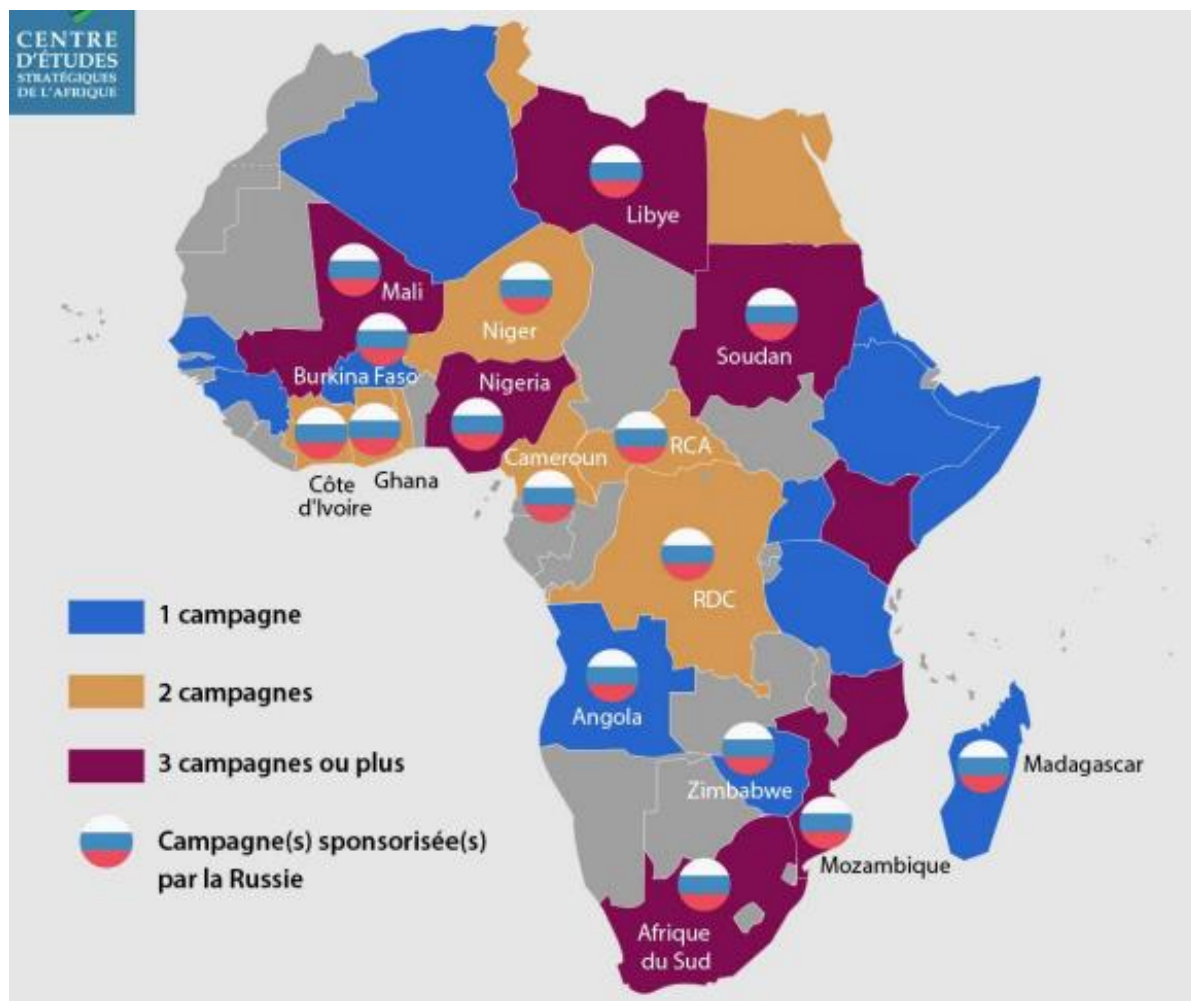 CENTRE
D'ÉTUDES
STRATÉGIQUES
DE L'AFRIQUE
Libye
Mali
Niger
Soudan
Burkina Faso
Nigeria
RCA
Cameroun
Côte
d'Ivoire
Ghana
RDC
1 campagne
2 campagnes
Angola
3 campagnes ou plus
Zimbabwe
Madagascar
Campagne(s) sponsorisée(s)
par la Russie
Mozambique
Afrique
du Sud